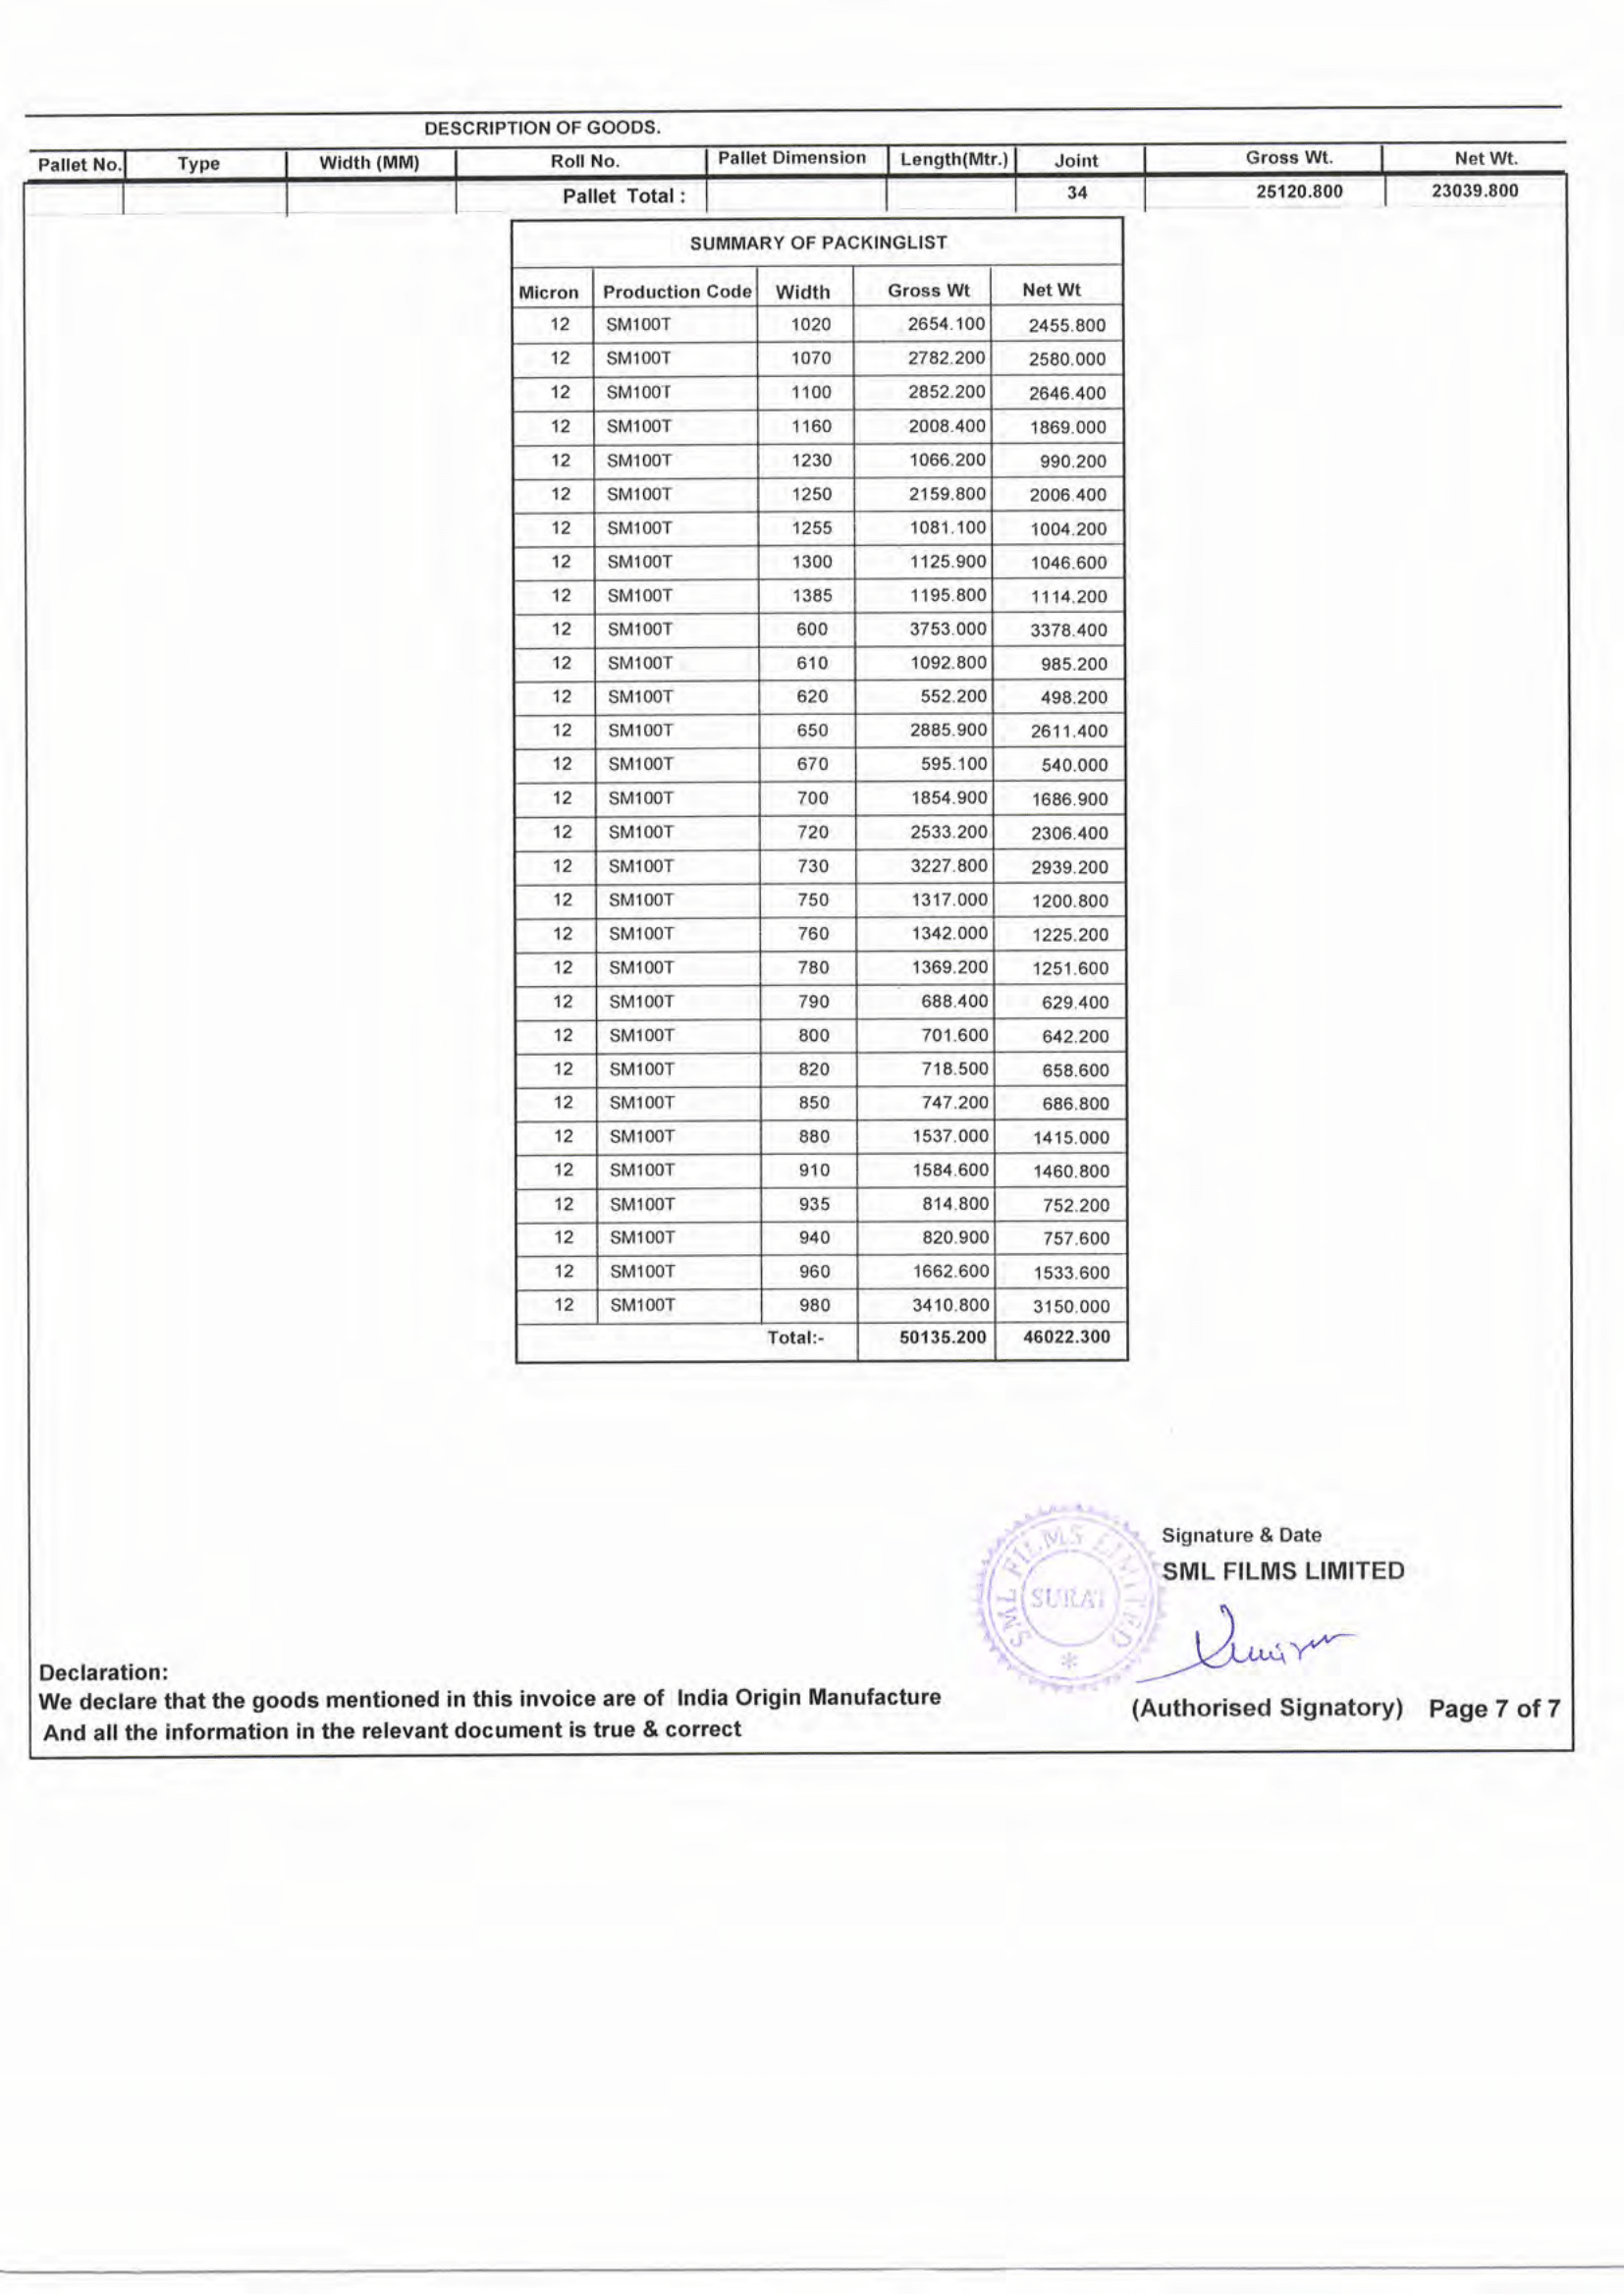 DESCRIPTION OF GOODS.
Pallet No. Type Width (MM) Roll No. Pallet Dimension Length(Mtr.) Joint Gross Wt. Net Wt.
Pallet Total : 34 25120.800 23039.800
SUMMARY OF PACKINGLIST
Micron Production Code Width Gross Wt Net Wt
12 SM100T 1020 2654.100 2455.800
12 SM100T 1070 2782.200 2580.000
12 SM100T 1100 2852.200 2646.400
12 SM100T 1160 2008.400 1869.000
12 SM100T 1230 1066.200 990.200
12 SM100T 1250 2159.800 2006.400
12 SM100T 1255 1081.100 1004.200
12 SM100T 1300 1125.900 1046.600
12 SM100T 1385 1195.800 1114.200
12 SM100T 600 3753.000 3378.400
12 SM100T 610 1092.800 985.200
12 SM100T 620 552.200 498.200
12 SM100T 650 2885.900 2611.400
12 SM100T 670 595.100 540.000
12 SM100T 700 1854.900 1686.900
12 SM100T 720 2533.200 2306.400
12 SM100T 730 3227.800 2939.200
12 SM100T 750 1317.000 1200.800
12 SM100T 760 1342.000 1225.200
12 SM100T 780 1369.200 1251.600
12 SM100T 790 688.400 629.400
12 SM100T 800 701.600 642.200
12 SM100T 820 718.500 658.600
12 SM100T 850 747.200 686.800
12 SM100T 880 1537.000 1415.000
12 SM100T 910 1584.600 1460.800
12 SM100T 935 814.800 752.200
12 SM100T 940 820.900 757.600
12 SM100T 960 1662.600 1533.600
12 SM100T 980 3410.800 3150.000
Total:- 50135.200 46022.300
Signature & Date
SML FILMS LIMITED
SML FILMS LIMITED
SURAT
Declaration:
We declare that the goods mentioned in this invoice are of India Origin Manufacture
(Authorised Signatory) Page 7 of 7
And all the information in the relevant document is true & correct